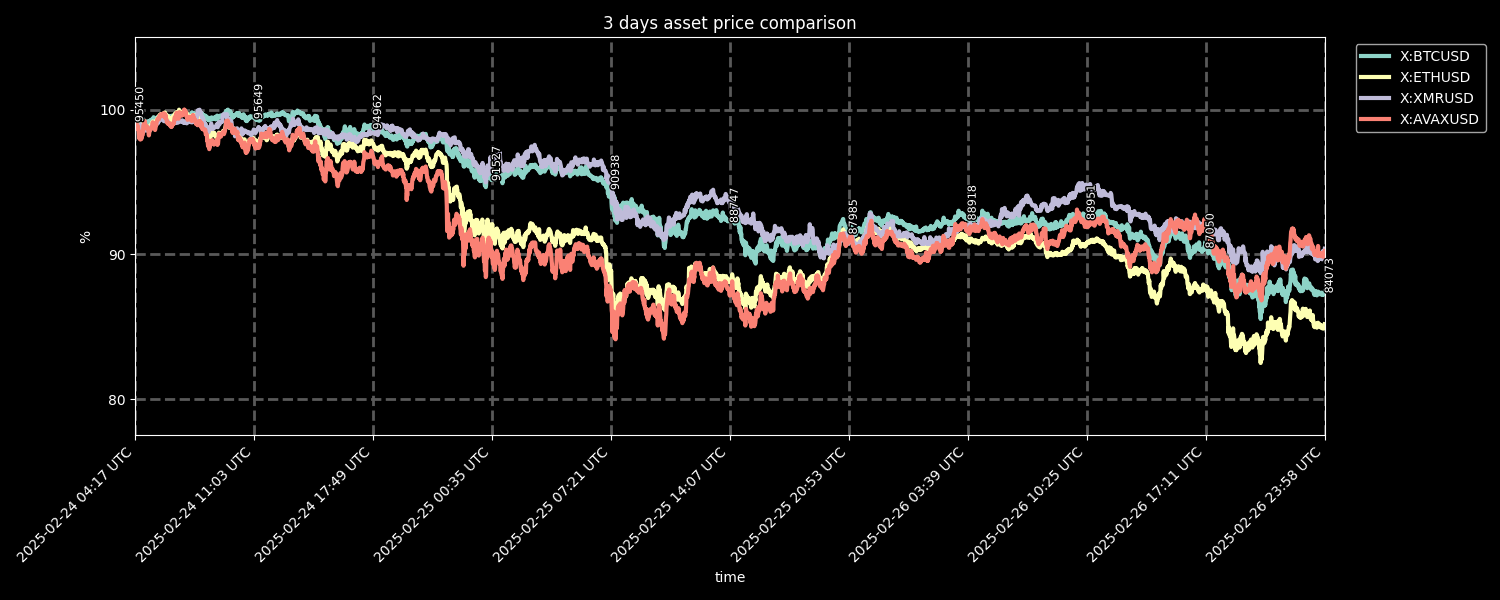 3 days asset price comparison
X:BTCUSD
X:ETHUSD
X:XMRUSD
X:AVAXUSD
100
90
80
%
95450
95649
94962
91527
90938
88747
87985
88918
88951
87050
84073
2025-02-24 04:17 UTC
2025-02-24 11:03 UTC
2025-02-24 17:49 UTC
2025-02-25 00:35 UTC
2025-02-25 07:21 UTC
2025-02-25 14:07 UTC
2025-02-25 20:53 UTC
2025-02-26 03:39 UTC
2025-02-26 10:25 UTC
2025-02-26 17:11 UTC
2025-02-26 23:58 UTC
time